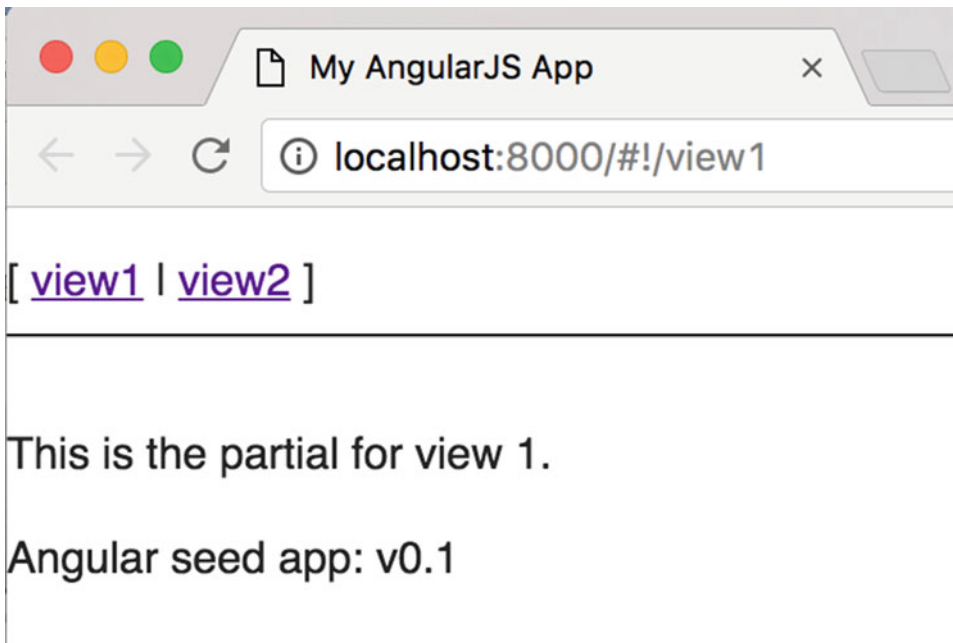 My AngularJS App
localhost:8000/#!/view1
[ view1 | view2 ]
This is the partial for view 1.
Angular seed app: v0.1